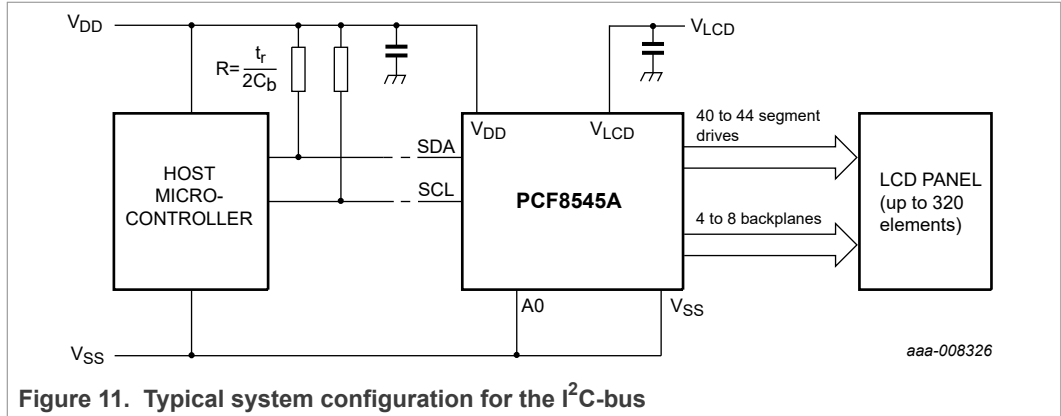 VDD
VLCD
R= tr
2Cb
VDD
VLCD
40 to 44 segment
drives
SDA
SCL
HOST
MICRO-
CONTROLLER
PCF8545A
LCD PANEL
(up to 320
elements)
4 to 8 backplanes
A0
VSS
VSS
aaa-008326
Figure 11. Typical system configuration for the I²C-bus